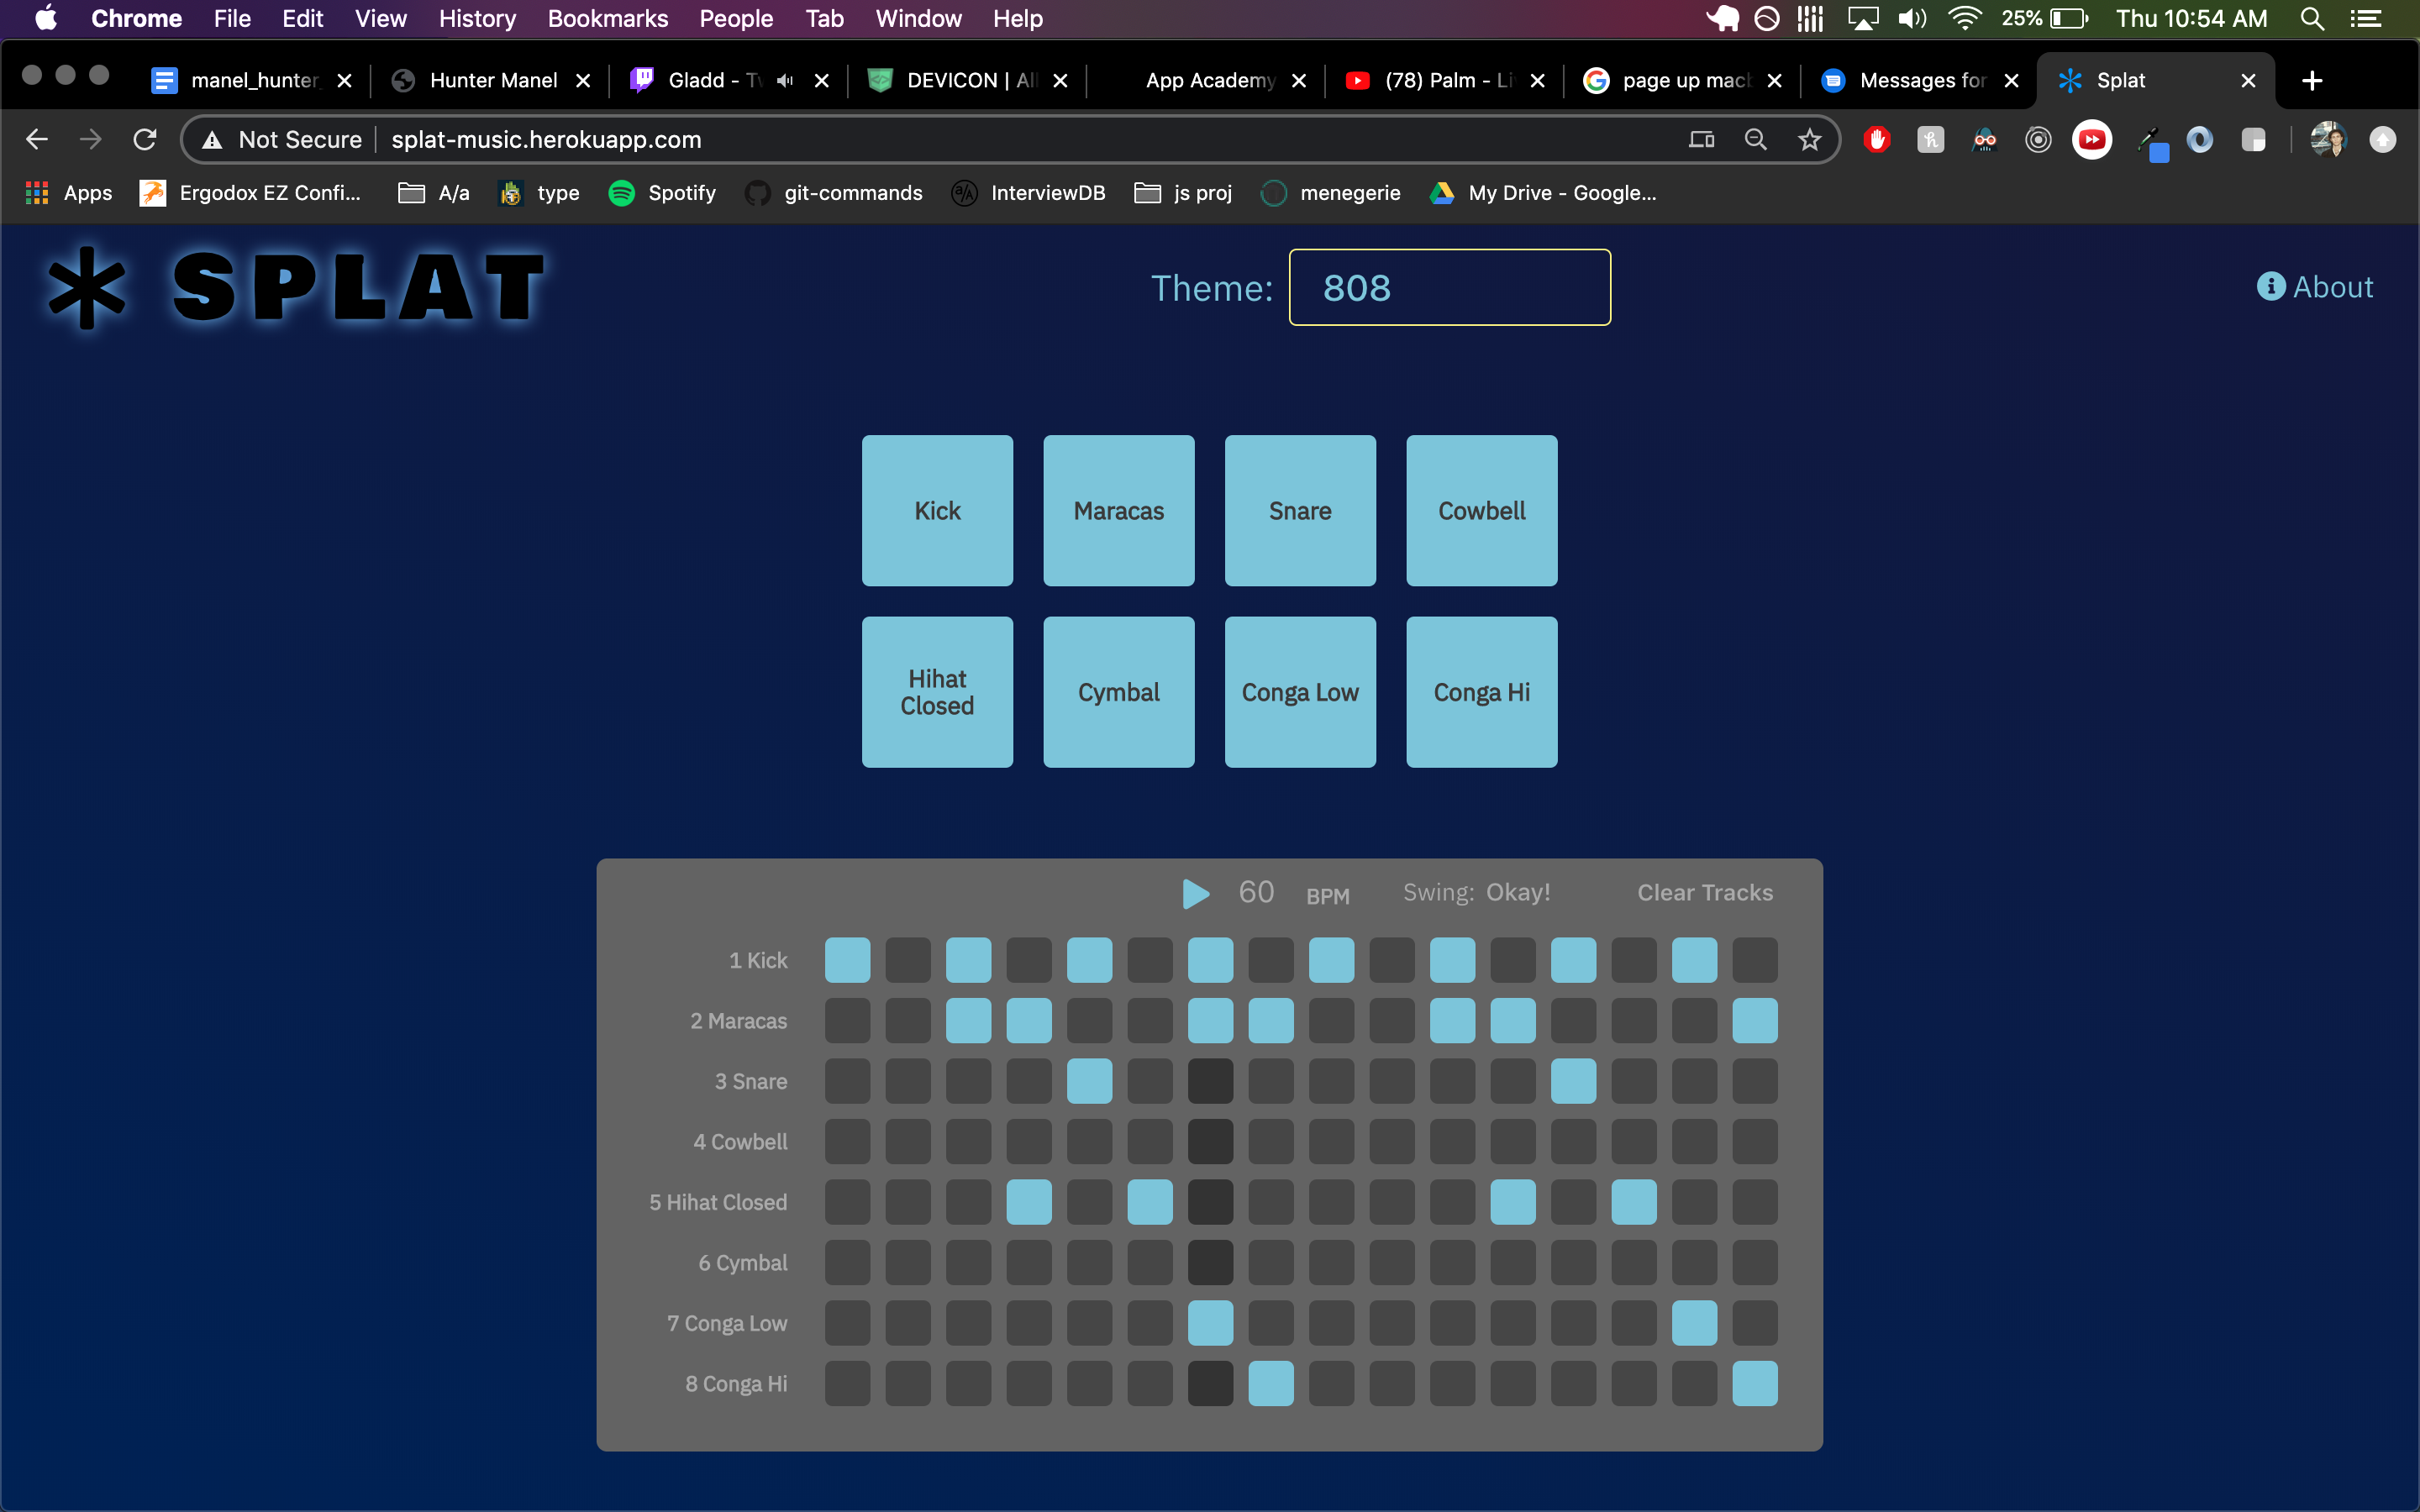 Chrome File Edit View History Bookmarks People Tab Window Help 25% Thu 10:54 AM
manel_hunter Hunter Manel Gladd - Tw DEVICON | All App Academy (78) Palm - Li page up mac Messages for Splat
Not Secure splat-music.herokuapp.com
Apps Ergodox EZ Confi... A/a type Spotify git-commands InterviewDB js proj menegerie My Drive - Google...
* SPLAT Theme: 808 About
Kick Maracas Snare Cowbell
Hihat Closed Cymbal Conga Low Conga Hi
60 BPM Swing: Okay! Clear Tracks
1 Kick
2 Maracas
3 Snare
4 Cowbell
5 Hihat Closed
6 Cymbal
7 Conga Low
8 Conga Hi